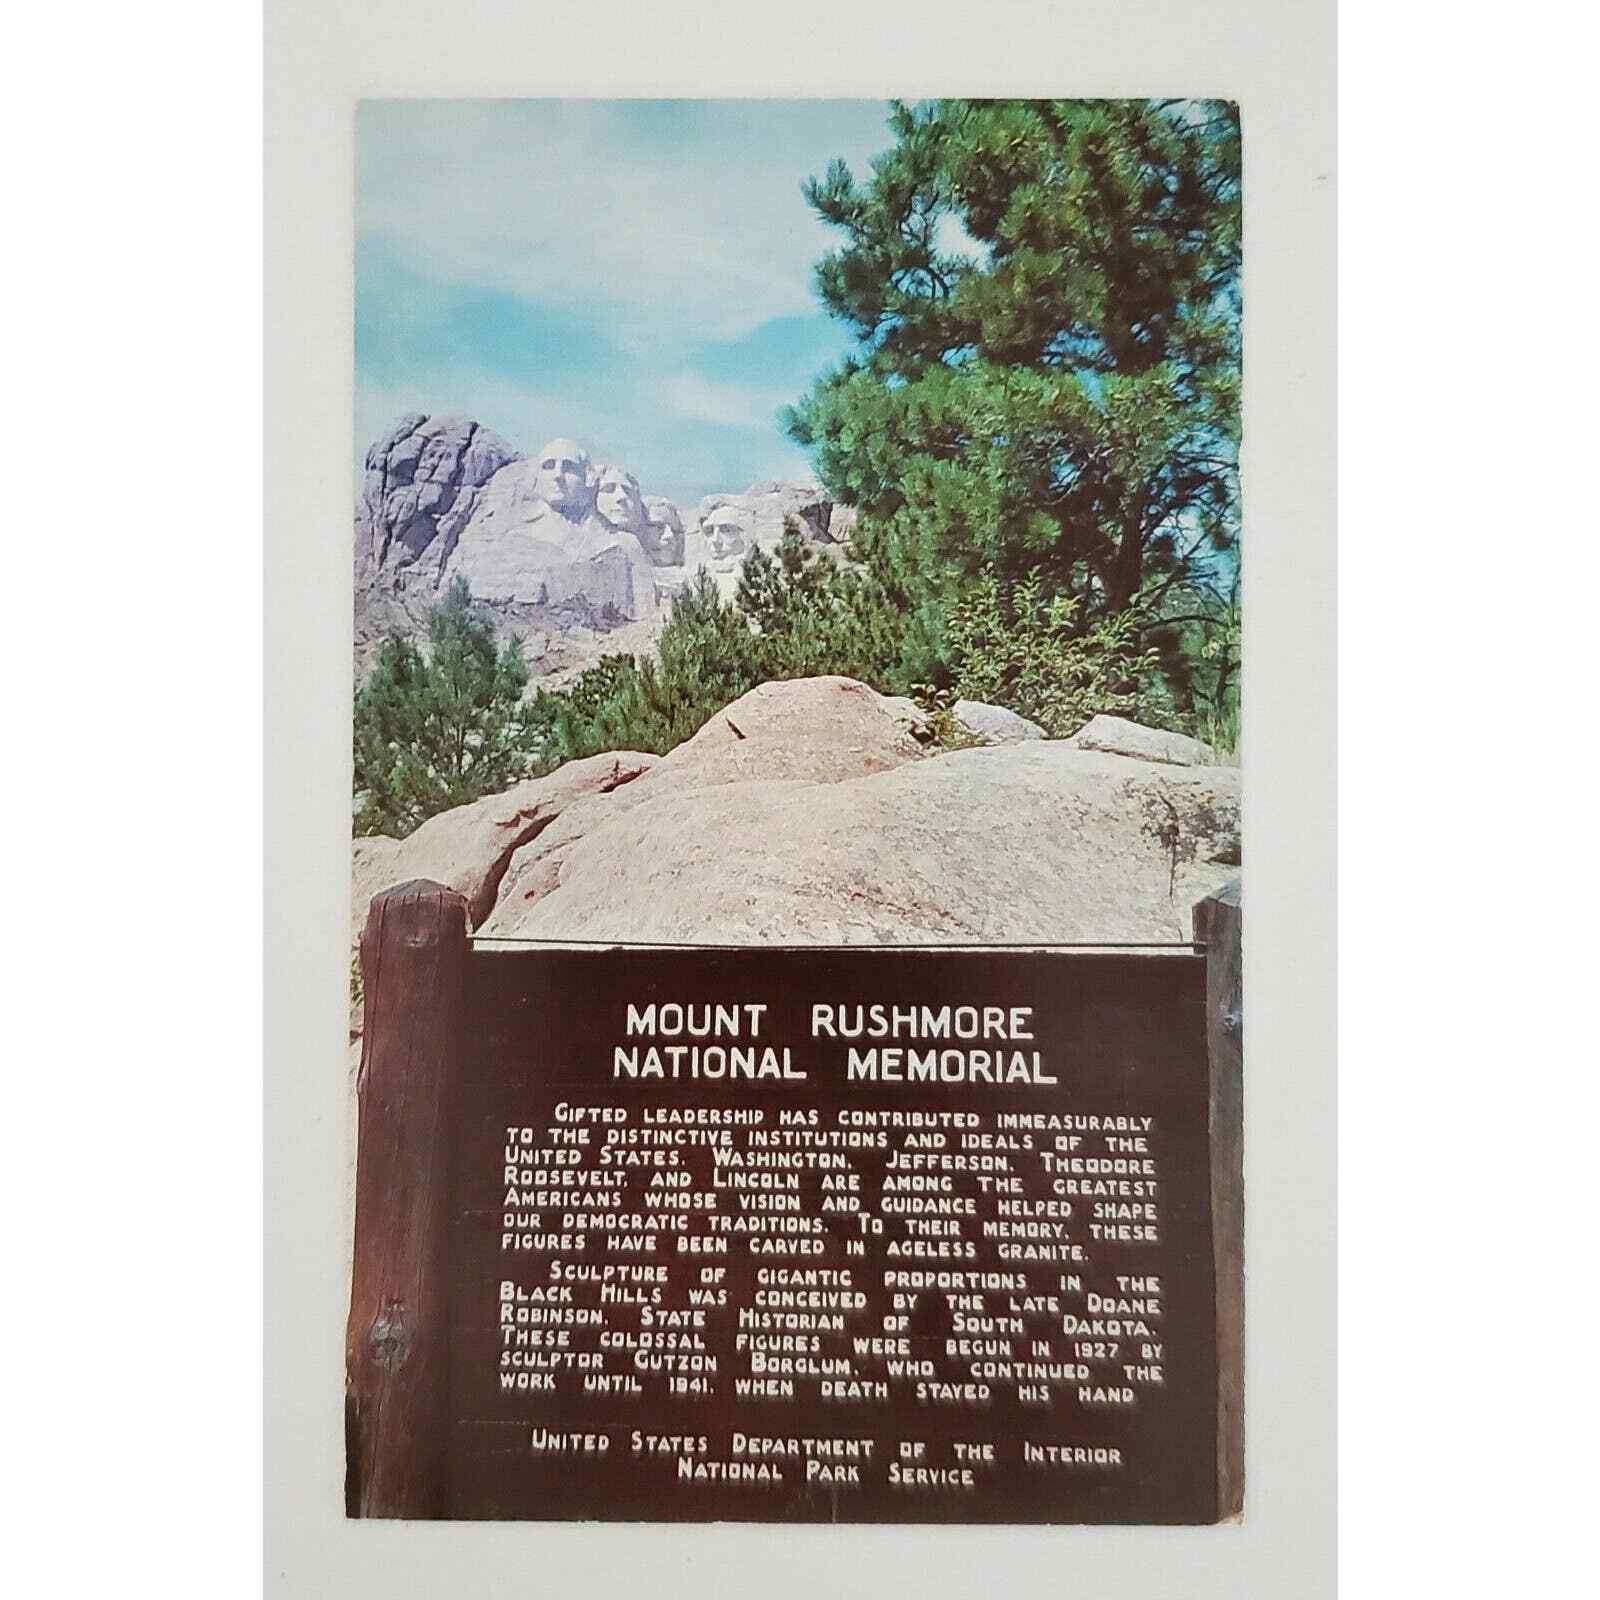 MOUNT RUSHMORE
NATIONAL MEMORIAL
GIFTED LEADERSHIP HAS CONTRIBUTED IMMEASURABLY
TO THE DISTINCTIVE INSTITUTIONS AND IDEALS OF THE
UNITED STATES. WASHINGTON, JEFFERSON, THEODORE
ROOSEVELT, AND LINCOLN ARE AMONG THE GREATEST
AMERICANS WHOSE VISION AND GUIDANCE HELPED SHAPE
OUR DEMOCRATIC TRADITIONS. TO THEIR MEMORY, THESE
FIGURES HAVE BEEN CARVED IN AGELESS GRANITE.
SCULPTURE OF GIGANTIC PROPORTIONS IN THE
BLACK HILLS WAS CONCEIVED BY THE LATE DOANE
ROBINSON, STATE HISTORIAN OF SOUTH DAKOTA.
THESE COLOSSAL FIGURES WERE BEGUN IN 1927 BY
SCULPTOR GUTZON BORGLUM, WHO CONTINUED THE
WORK UNTIL 1941, WHEN DEATH STAYED HIS HAND
UNITED STATES DEPARTMENT OF THE INTERIOR
NATIONAL PARK SERVICE